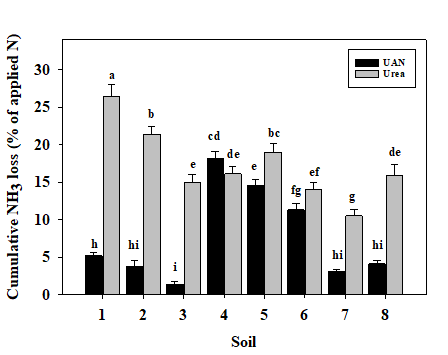 Cumulative NH3 loss (% of applied N)
30
25
20
15
10
5
0
UAN
Urea
a
b
e
cd
de
e
bc
fg
ef
g
de
h
hi
i
hi
hi
1 2 3 4 5 6 7 8
Soil